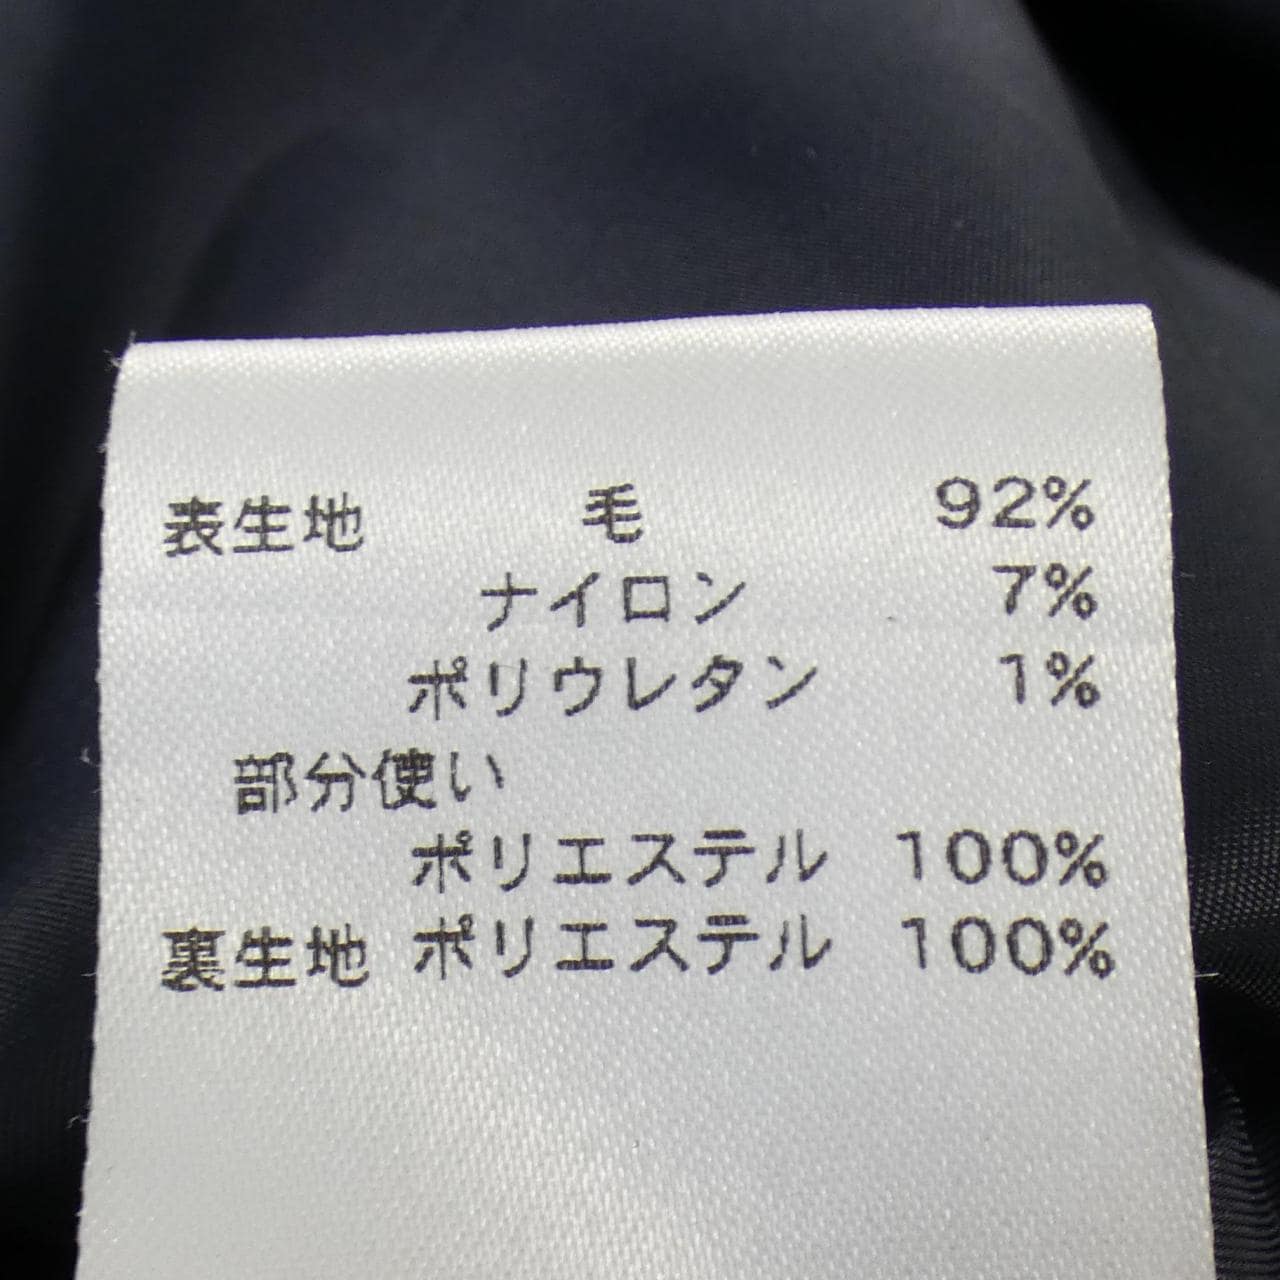 表生地 毛 92%
ナイロン 7%
ポリウレタン 1%
部分使い
ポリエステル 100%
裏生地 ポリエステル 100%